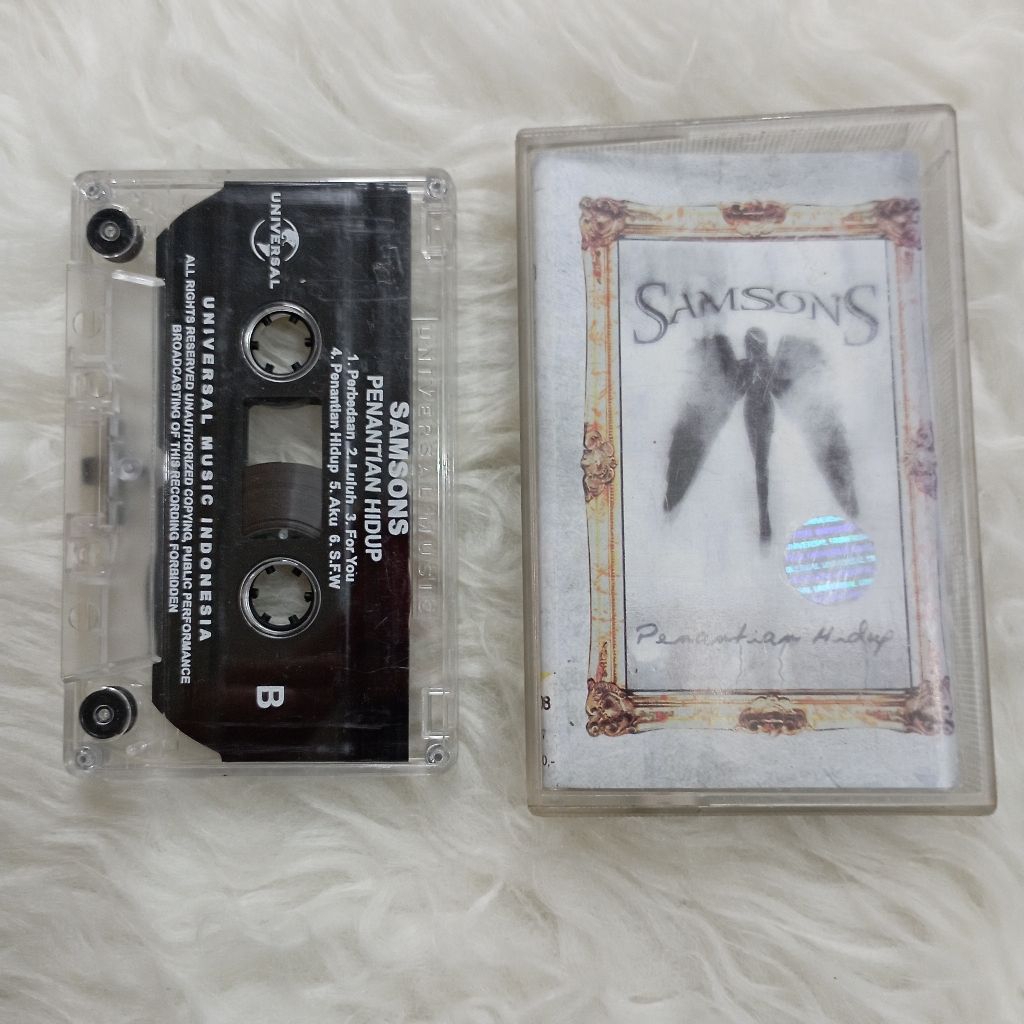 UNIVERSAL
SAMSONS
PENANTIAN HIDUP
1. Perbedaan 2. Luluh 3. For You
4. Penantian Hidup 5. Aku 6. S.F.W
B
UNIVERSAL MUSIC INDONESIA
ALL RIGHTS RESERVED UNAUTHORIZED COPYING, PUBLIC PERFORMANCE
BROADCASTING OF THIS RECORDING FORBIDDEN
UNIVERSAL MUSIC
SAMSONS
Penantian Hidup